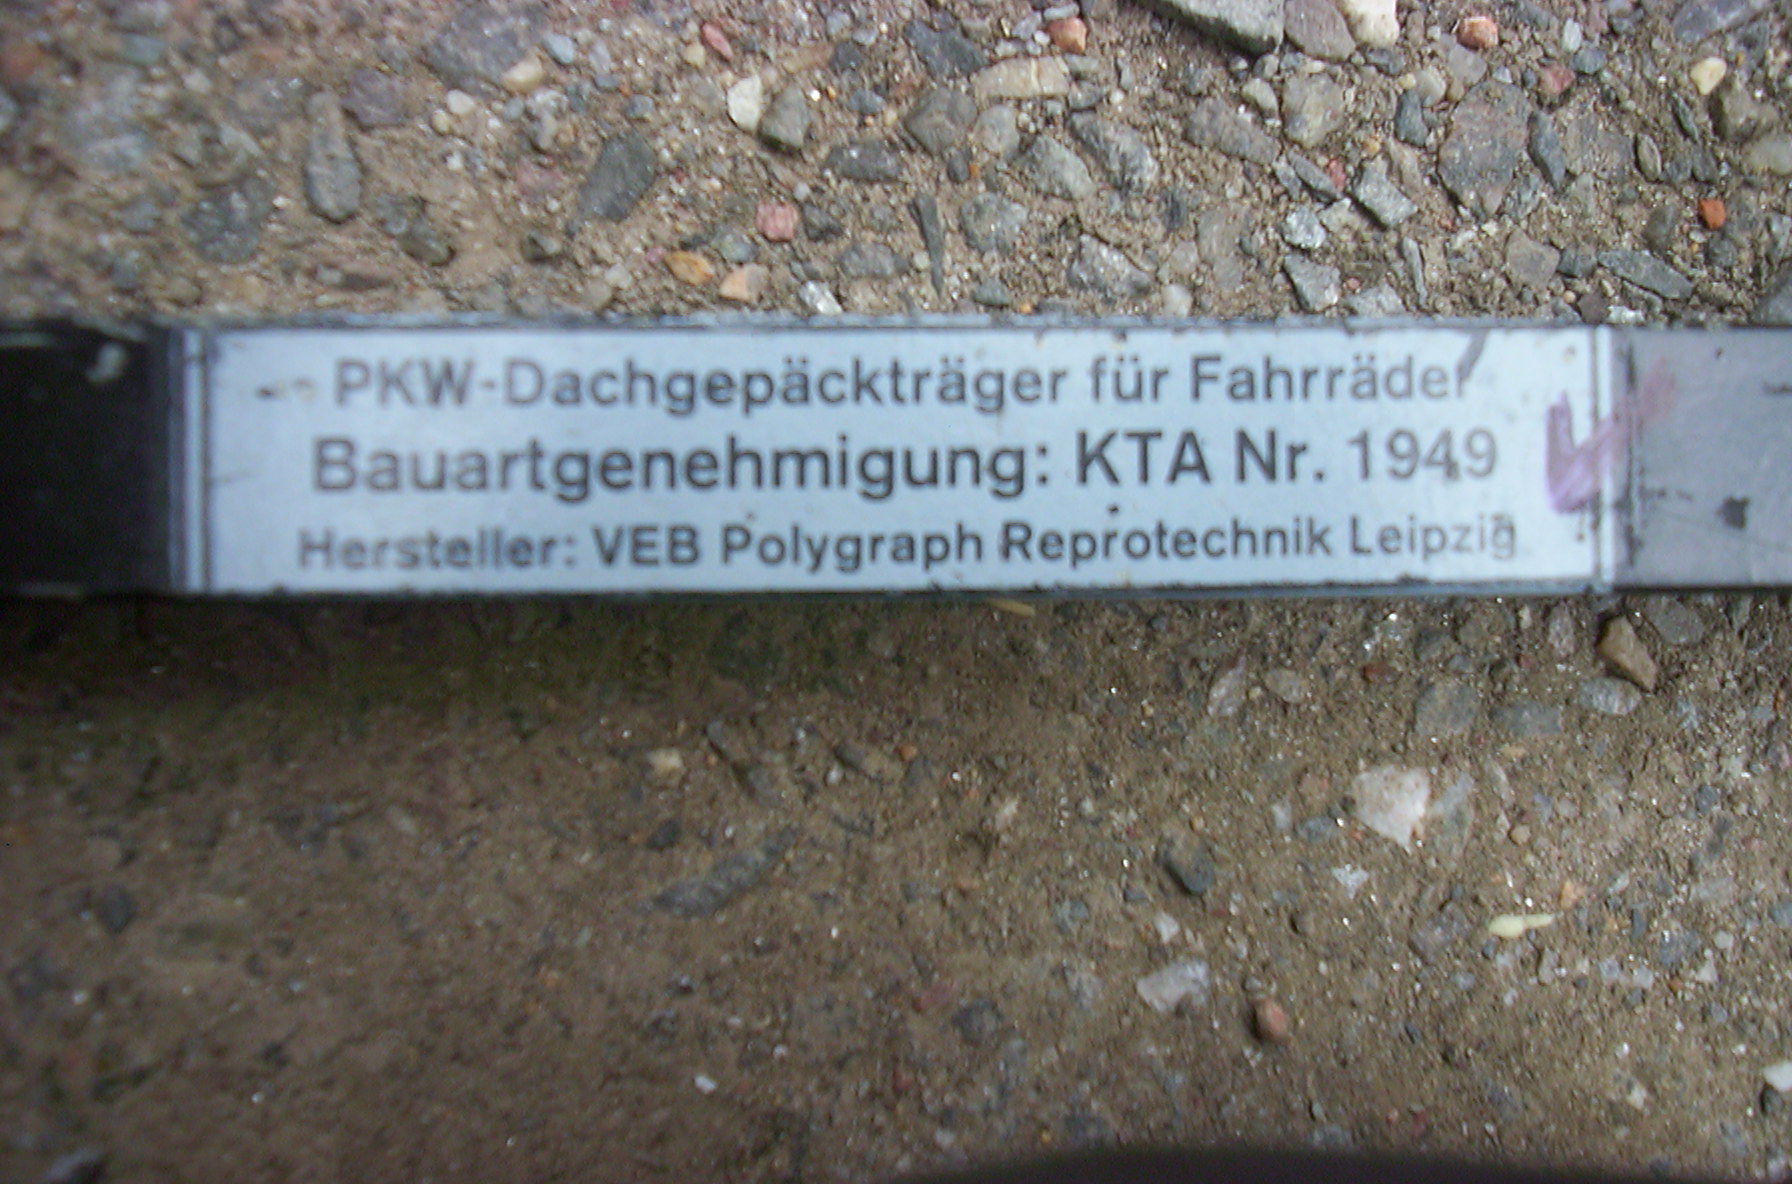 PKW-Dachgepäckträger für Fahrräder
Bauartgenehmigung: KTA Nr. 1949
Hersteller: VEB Polygraph Reprotechnik Leipzig